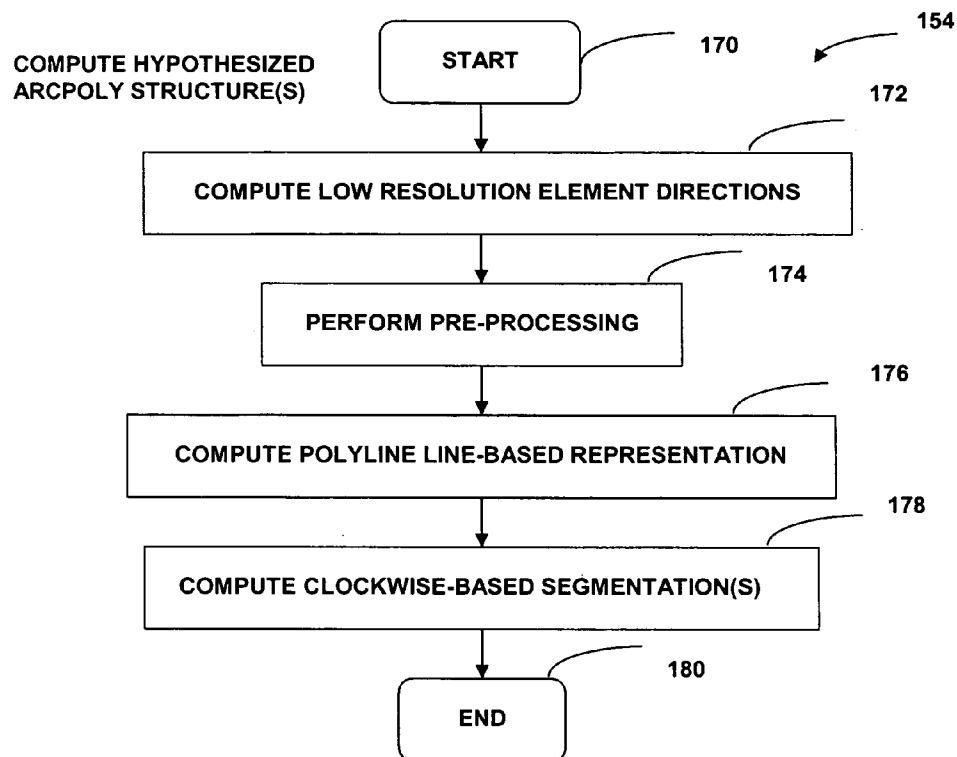 154
COMPUTE HYPOTHESIZED
ARCPOLY STRUCTURE(S)
START
170
172
COMPUTE LOW RESOLUTION ELEMENT DIRECTIONS
174
PERFORM PRE-PROCESSING
176
COMPUTE POLYLINE LINE-BASED REPRESENTATION
178
COMPUTE CLOCKWISE-BASED SEGMENTATION(S)
180
END